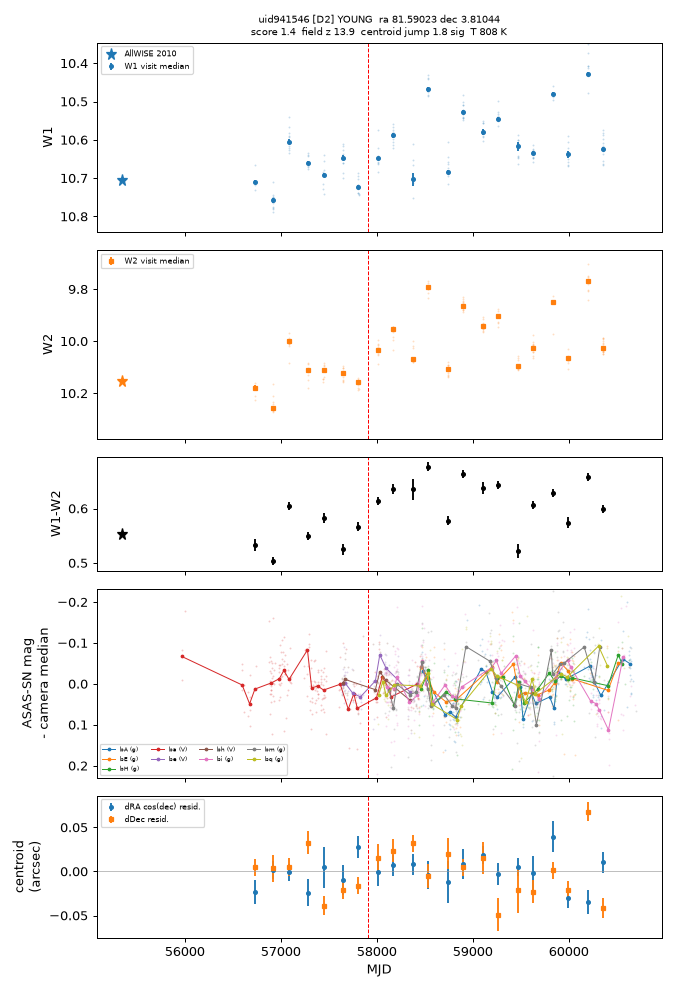 uid941546 [D2] YOUNG ra 81.59023 dec 3.81044
score 1.4 field z 13.9 centroid jump 1.8 sig T 808 K
AllWISE 2010
W1 visit median
10.4
10.5
10.6
10.7
10.8
W1
W2 visit median
9.8
10.0
10.2
W2
0.6
0.5
W1-W2
−0.2
−0.1
0.0
0.1
0.2
ASAS-SN mag
- camera median
bA (g)
bE (g)
bH (g)
ba (V)
be (V)
bh (V)
bi (g)
bm (g)
bq (g)
dRA cos(dec) resid.
dDec resid.
0.05
0.00
−0.05
centroid
(arcsec)
56000
57000
58000
59000
60000
MJD